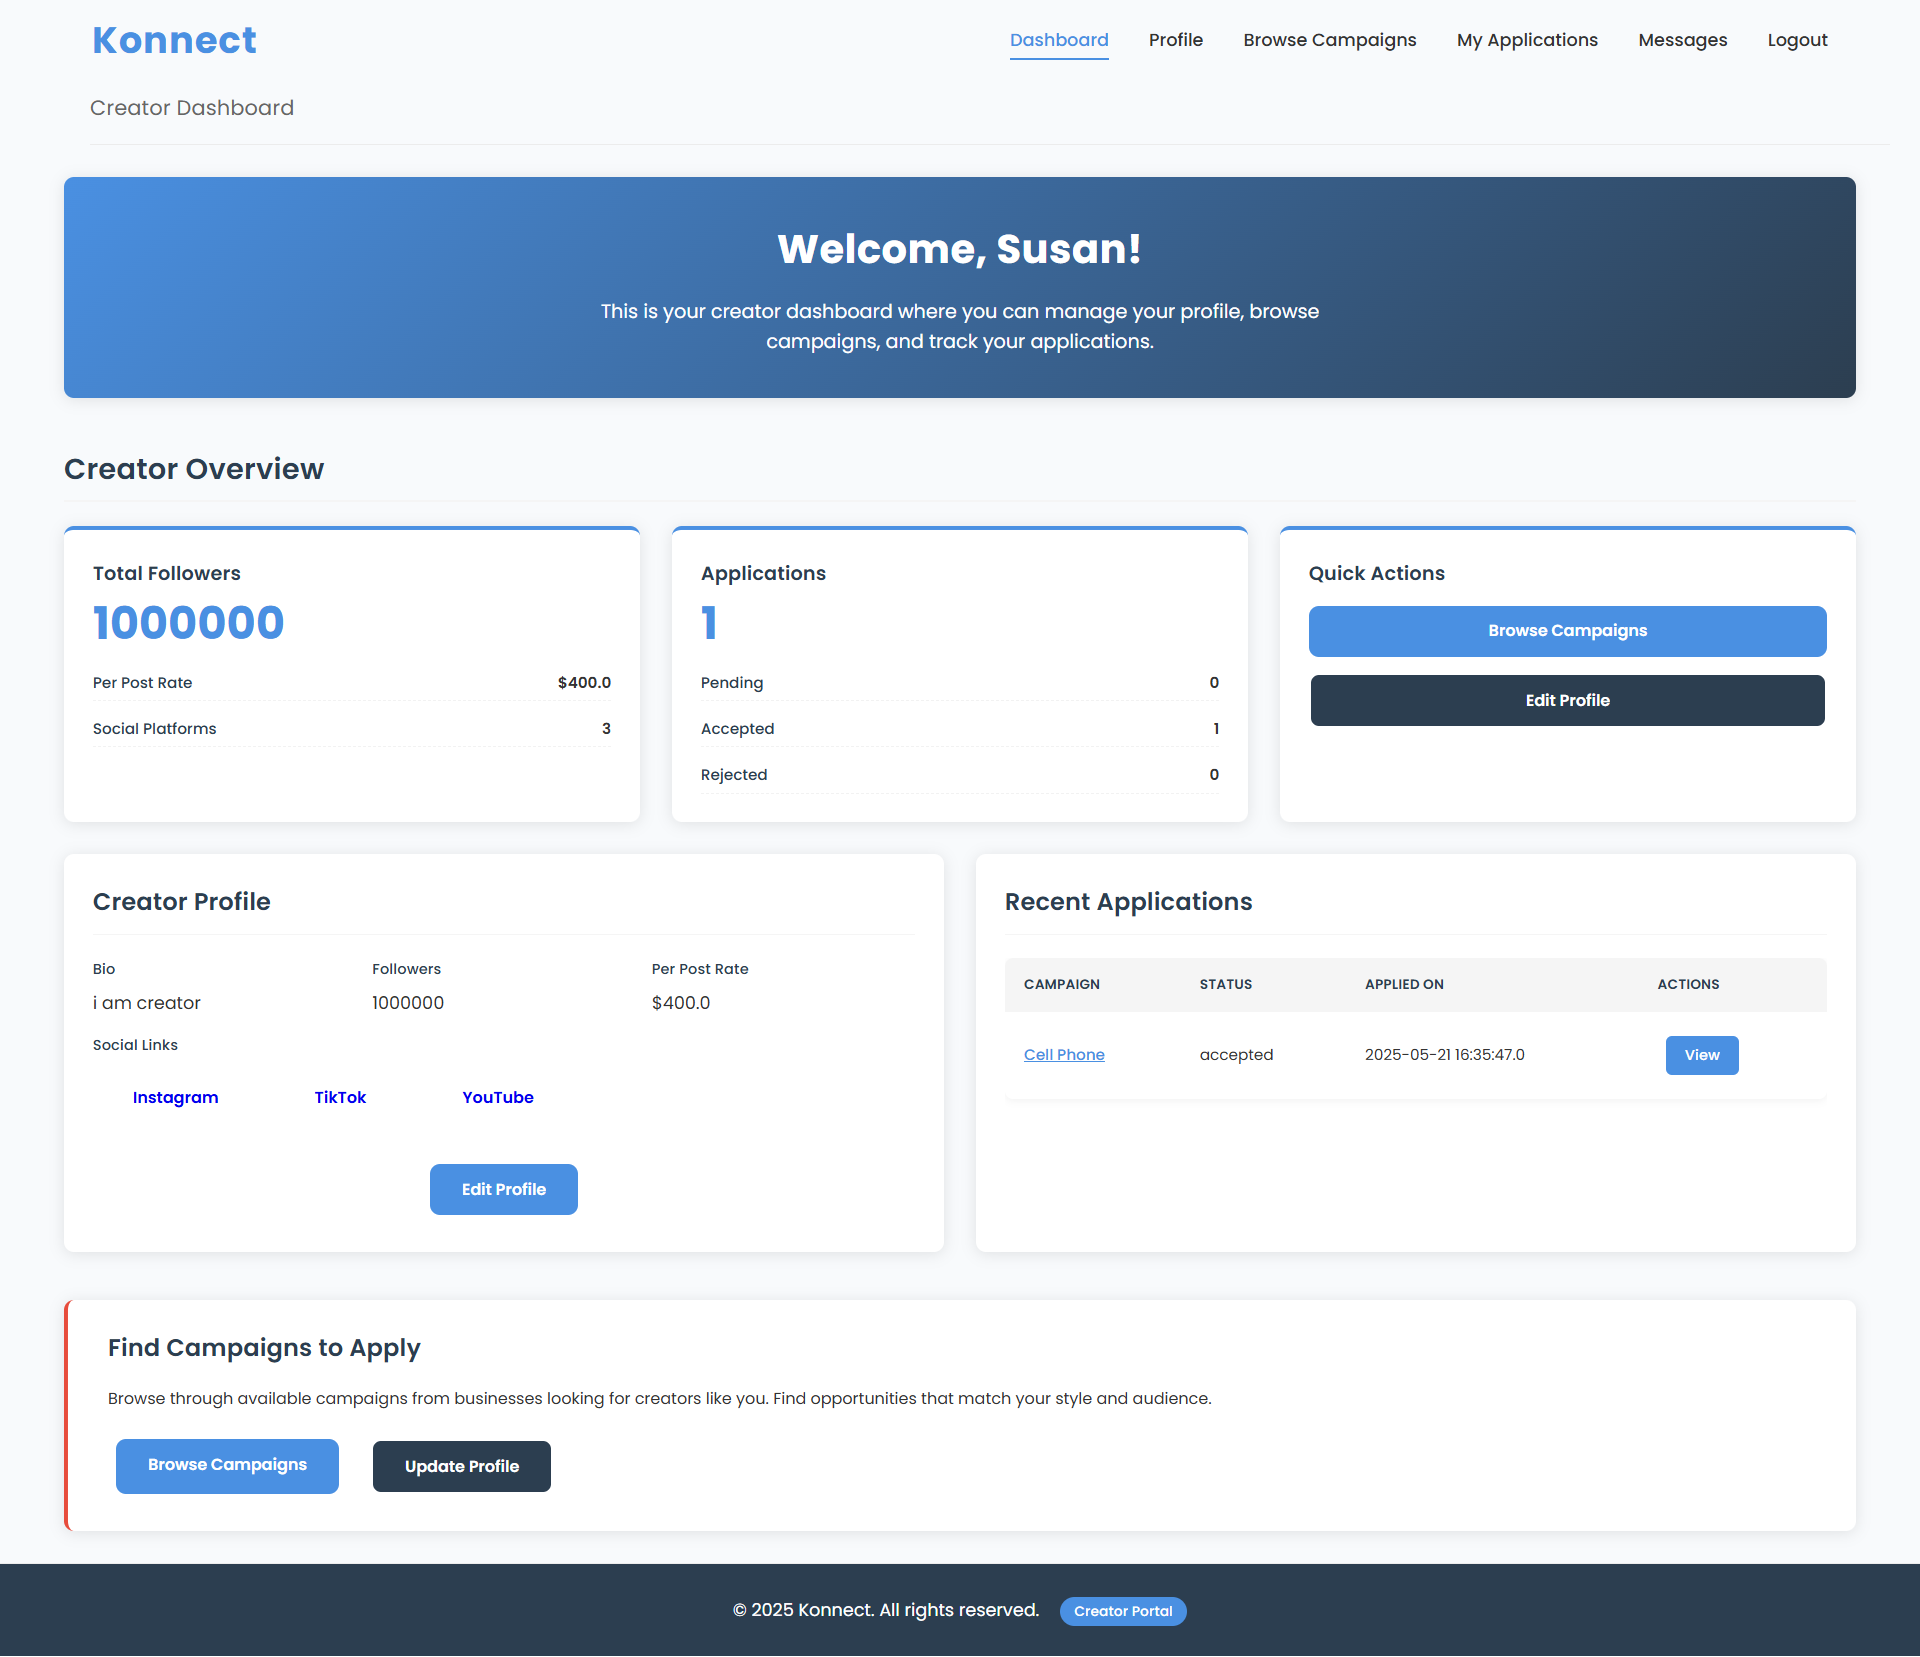 Konnect
Dashboard Profile Browse Campaigns My Applications Messages Logout
Creator Dashboard
Welcome, Susan!
This is your creator dashboard where you can manage your profile, browse
campaigns, and track your applications.
Creator Overview
Total Followers
1000000
Per Post Rate $400.0
Social Platforms 3
Applications
1
Pending 0
Accepted 1
Rejected 0
Quick Actions
Browse Campaigns
Edit Profile
Creator Profile
Bio Followers Per Post Rate
i am creator 1000000 $400.0
Social Links
Instagram TikTok YouTube
Edit Profile
Recent Applications
CAMPAIGN STATUS APPLIED ON ACTIONS
Cell Phone accepted 2025-05-21 16:35:47.0 View
Find Campaigns to Apply
Browse through available campaigns from businesses looking for creators like you. Find opportunities that match your style and audience.
Browse Campaigns Update Profile
© 2025 Konnect. All rights reserved. Creator Portal